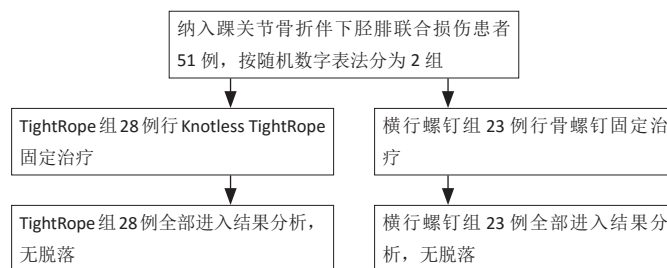 纳入踝关节骨折伴下胫腓联合损伤患者
51 例，按随机数字表法分为 2 组
TightRope 组 28 例行 Knotless TightRope
固定治疗
横行螺钉组 23 例行骨螺钉固定治
疗
TightRope 组 28 例全部进入结果分析，
无脱落
横行螺钉组 23 例全部进入结果分
析，无脱落